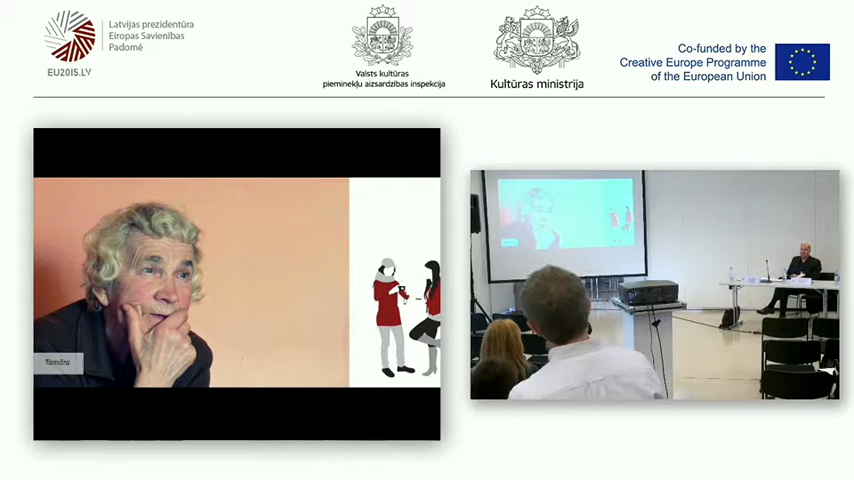 Latvijas prezidentūra
Eiropas Savienības
Padomē
EU2015.LV
Valsts kultūras
pieminekļu aizsardzības inspekcija
Kultūras ministrija
Co-funded by the
Creative Europe Programme
of the European Union
Tamāra